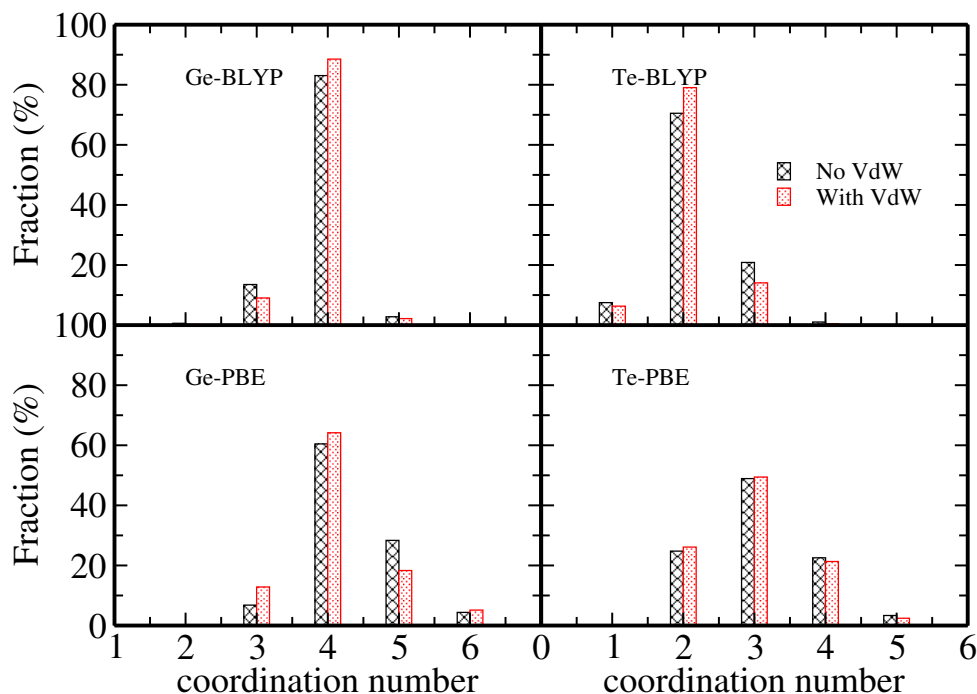 100
Ge-BLYP
Te-BLYP
80
Fraction (%)
60
No VdW
With VdW
40
20
100
Ge-PBE
Te-PBE
80
Fraction (%)
60
40
20
0
1 2 3 4 5 0 1 2 3 4 5 6
coordination number coordination number